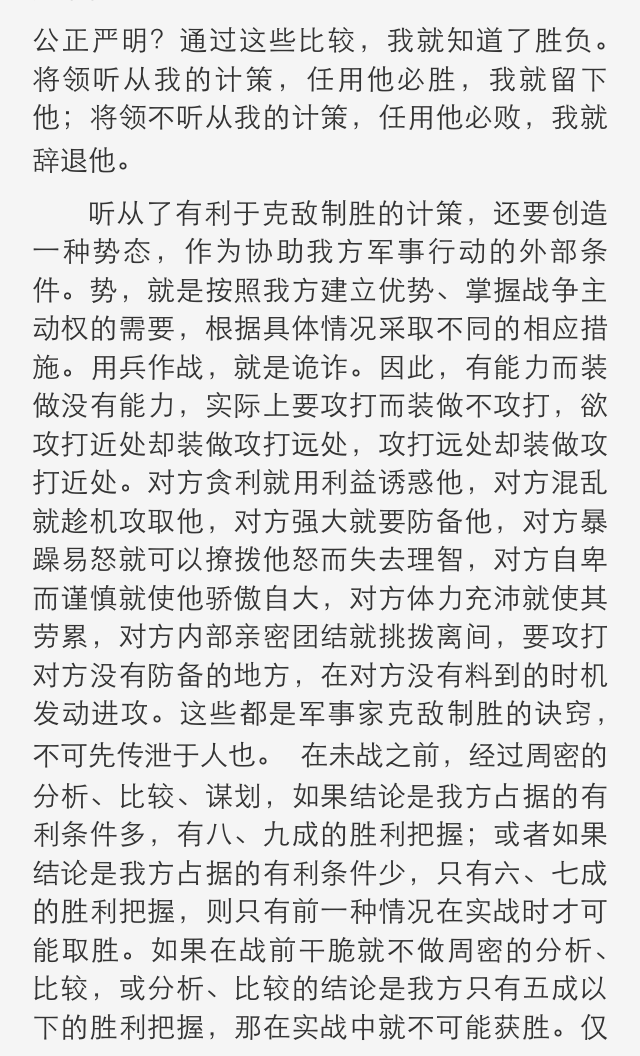 公正严明？通过这些比较，我就知道了胜负。
将领听从我的计策，任用他必胜，我就留下
他；将领不听从我的计策，任用他必败，我就
辞退他。
听从了有利于克敌制胜的计策，还要创造
一种势态，作为协助我方军事行动的外部条
件。势，就是按照我方建立优势、掌握战争主
动权的需要，根据具体情况采取不同的相应措
施。用兵作战，就是诡诈。因此，有能力而装
做没有能力，实际上要攻打而装做不攻打，欲
攻打近处却装做攻打远处，攻打远处却装做攻
打近处。对方贪利就用利益诱惑他，对方混乱
就趁机攻取他，对方强大就要防备他，对方暴
躁易怒就可以撩拨他怒而失去理智，对方自卑
而谨慎就使他骄傲自大，对方体力充沛就使其
劳累，对方内部亲密团结就挑拨离间，要攻打
对方没有防备的地方，在对方没有料到的时机
发动进攻。这些都是军事家克敌制胜的诀窍，
不可先传泄于人也。 在未战之前，经过周密的
分析、比较、谋划，如果结论是我方占据的有
利条件多，有八、九成的胜利把握；或者如果
结论是我方占据的有利条件少，只有六、七成
的胜利把握，则只有前一种情况在实战时才可
能取胜。如果在战前干脆就不做周密的分析、
比较，或分析、比较的结论是我方只有五成以
下的胜利把握，那在实战中就不可能获胜。仅